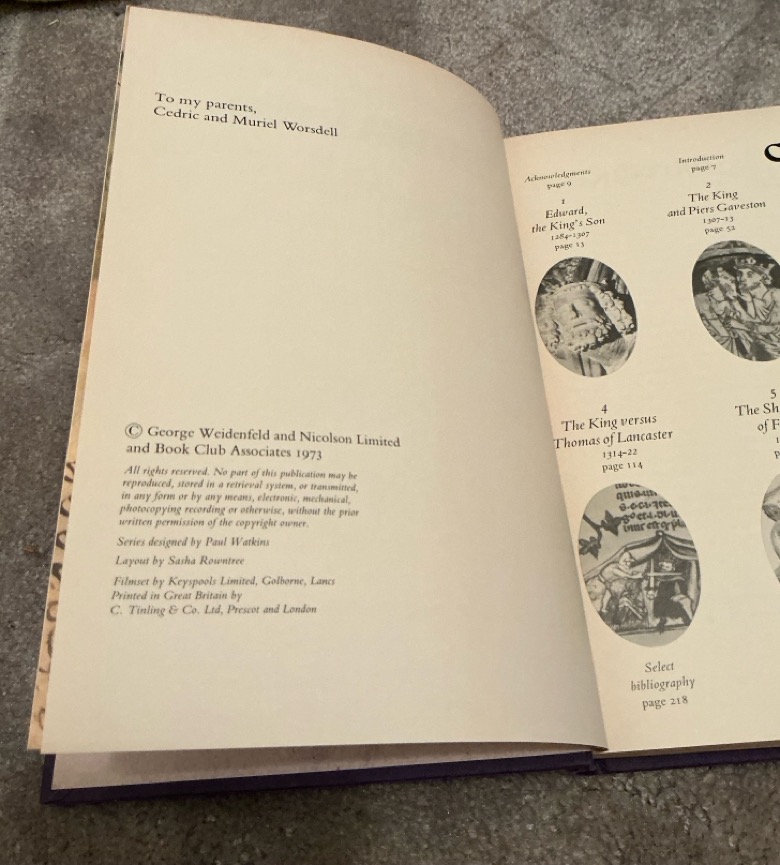 To my parents,
Cedric and Muriel Worsdell
© George Weidenfeld and Nicolson Limited
and Book Club Associates 1973
All rights reserved. No part of this publication may be
reproduced, stored in a retrieval system, or transmitted,
in any form or by any means, electronic, mechanical,
photocopying recording or otherwise, without the prior
written permission of the copyright owner.
Series designed by Paul Watkins
Layout by Sasha Rowntree
Filmset by Keyspools Limited, Golborne, Lancs
Printed in Great Britain by
C. Tinling & Co. Ltd, Prescot and London
Acknowledgments
page 9
Introduction
page 7
1
Edward,
the King's Son
1284-1307
page 13
2
The King
and Piers Gaveston
1307-13
page 52
4
The King versus
Thomas of Lancaster
1314-22
page 114
5
The Sh
of F
Select
bibliography
page 218